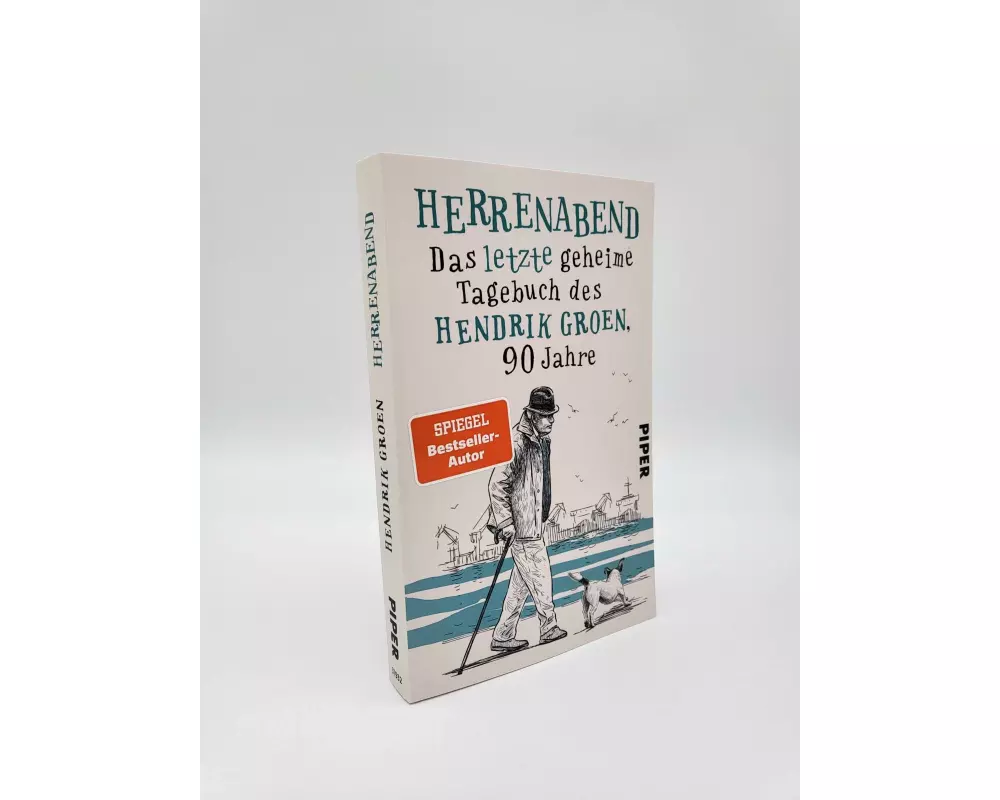 HERRENABEND
Das letzte geheime
Tagebuch des
HENDRIK GROEN,
90 Jahre
SPIEGEL
Bestseller-
Autor
PIPER
HENDRIK GROEN HERRENABEND
PIPER